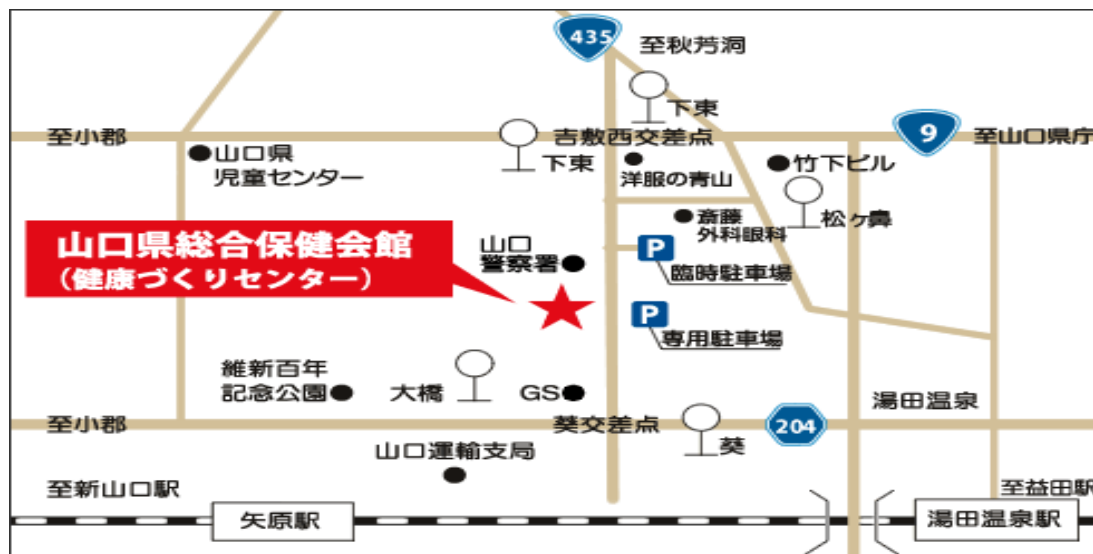 435
至秋芳洞
下東
至小郡
吉敷西交差点
9
至山口県庁
山口県
児童センター
下東
洋服の青山
竹下ビル
斎藤
外科眼科
松ヶ鼻
山口県総合保健会館
(健康づくりセンター)
山口
警察署
P
臨時駐車場
P
専用駐車場
維新百年
記念公園
大橋
GS
湯田温泉
至小郡
葵交差点
204
葵
山口運輸支局
至新山口駅
至益田駅
矢原駅
湯田温泉駅